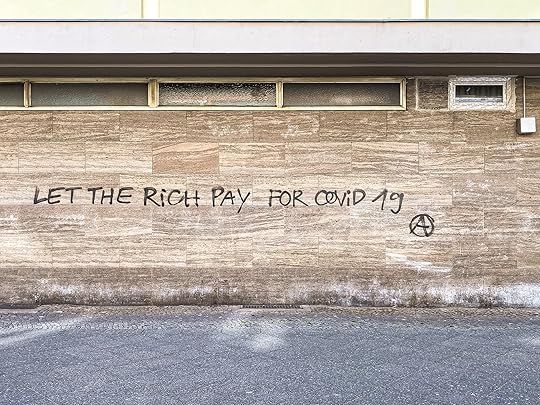 LET THE RiCH PAY FOR COViD 19
Ⓐ